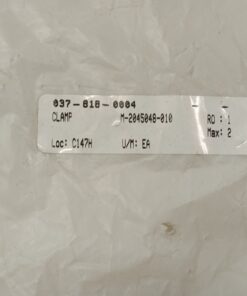 037-818-0004 - -
CLAMP M-2045048-010 RO : 1
Max: 2
Loc: C147H U/M: EA